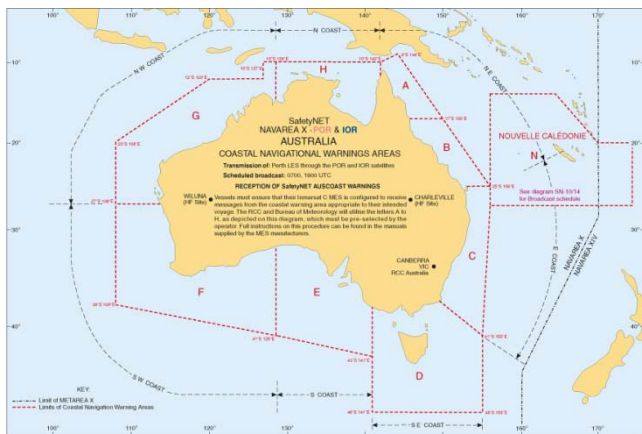 N COAST
N W COAST
N E COAST
110° 120° 130° 140° 150° 160° 170°
10° 10°
20° 20°
30°
40° 40°
A
B
C
D
E
F
G
H
N
SafetyNET
NAVAREA X - POR & IOR
AUSTRALIA
COASTAL NAVIGATIONAL WARNINGS AREAS
Transmission of: Perth LES through the POR and IOR satellites
Scheduled broadcast: 0700, 1900 UTC
RECEPTION OF SafetyNET AUSCOAST WARNINGS
Vessels must ensure that their Inmarsat C MES is configured to receive
messages from the coastal warning area appropriate to their intended
voyage. The RCC and Bureau of Meteorology will utilise the letters A to
H, as depicted on this diagram, which must be pre-selected by the
operator. Full instructions on this procedure can be found in the manuals
supplied by the MES manufacturers.
WILUNA
(HF Site)
CHARLEVILLE
(HF Site)
CANBERRA
VIC
RCC Australia
NOUVELLE CALÉDONIE
See diagram SN-10/14
for Broadcast schedule
NAVAREA X
NAVAREA XIV
E COAST
S W COAST
S COAST
S E COAST
KEY:
Limit of METAREA X
Limits of Coastal Navigation Warning Areas
100° 110° 120° 130° 140° 150° 160° 170°